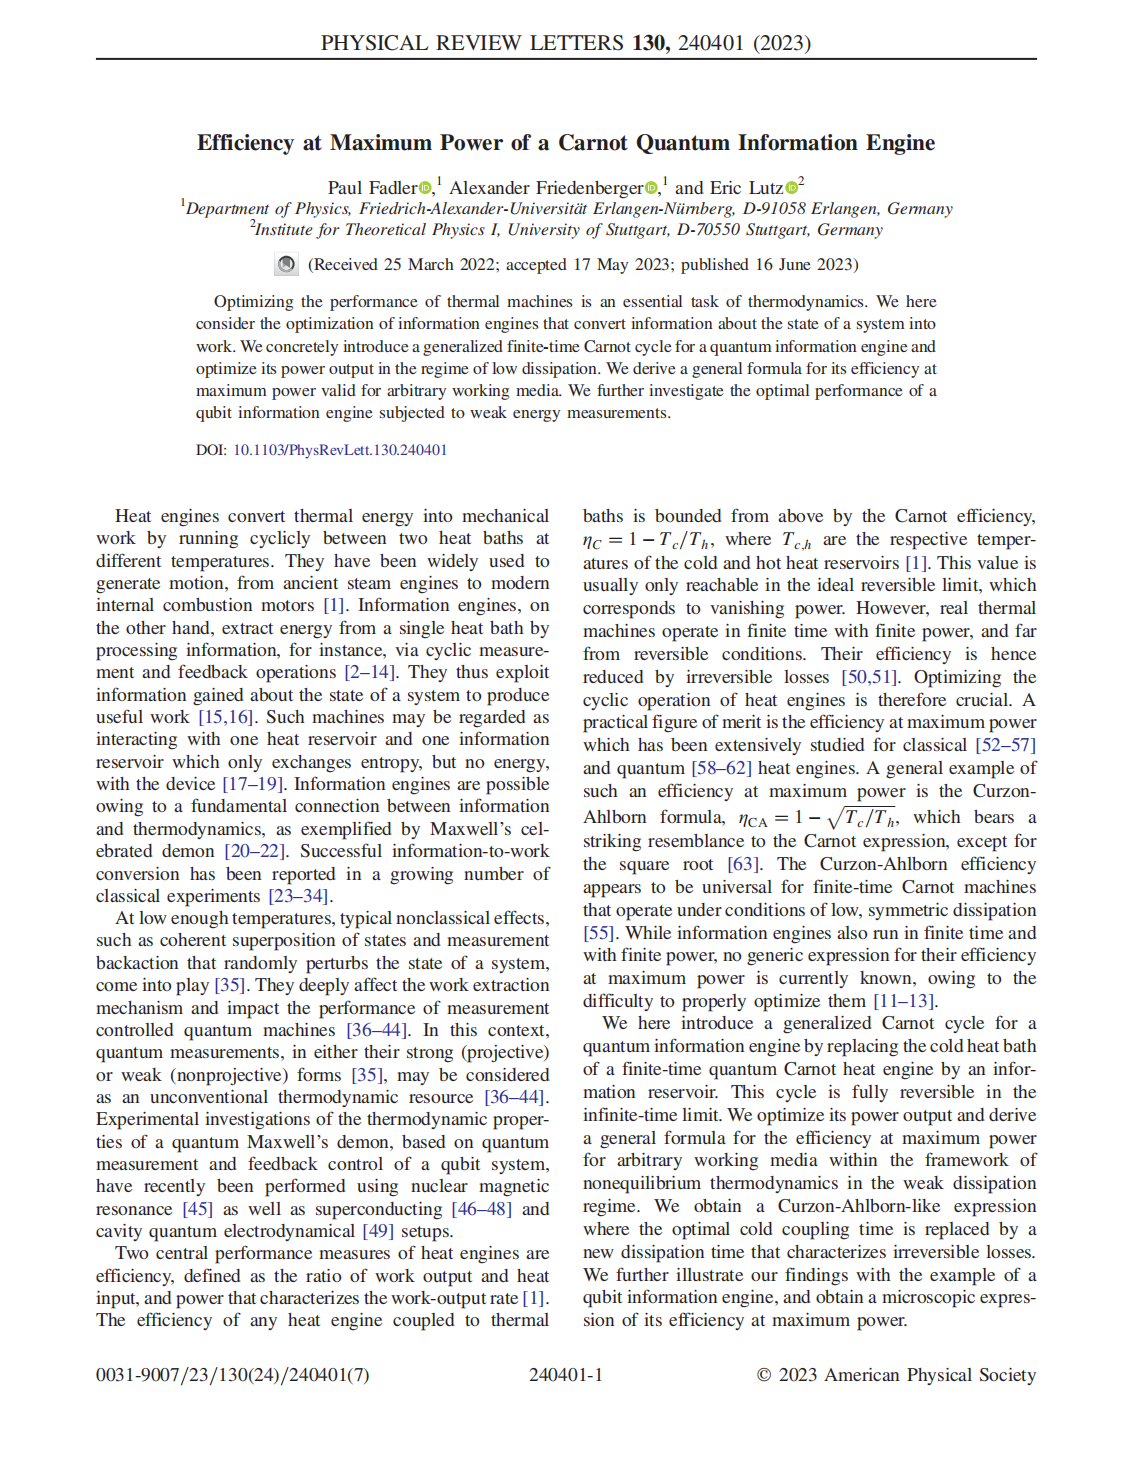 PHYSICAL REVIEW LETTERS 130, 240401 (2023)
Efficiency at Maximum Power of a Carnot Quantum Information Engine
Paul Fadler,1 Alexander Friedenberger,1 and Eric Lutz2
1Department of Physics, Friedrich-Alexander-Universität Erlangen-Nürnberg, D-91058 Erlangen, Germany
2Institute for Theoretical Physics I, University of Stuttgart, D-70550 Stuttgart, Germany
(Received 25 March 2022; accepted 17 May 2023; published 16 June 2023)
Optimizing the performance of thermal machines is an essential task of thermodynamics. We here
consider the optimization of information engines that convert information about the state of a system into
work. We concretely introduce a generalized finite-time Carnot cycle for a quantum information engine and
optimize its power output in the regime of low dissipation. We derive a general formula for its efficiency at
maximum power valid for arbitrary working media. We further investigate the optimal performance of a
qubit information engine subjected to weak energy measurements.
DOI: 10.1103/PhysRevLett.130.240401
Heat engines convert thermal energy into mechanical
work by running cyclicly between two heat baths at
different temperatures. They have been widely used to
generate motion, from ancient steam engines to modern
internal combustion motors [1]. Information engines, on
the other hand, extract energy from a single heat bath by
processing information, for instance, via cyclic measure-
ment and feedback operations [2–14]. They thus exploit
information gained about the state of a system to produce
useful work [15,16]. Such machines may be regarded as
interacting with one heat reservoir and one information
reservoir which only exchanges entropy, but no energy,
with the device [17–19]. Information engines are possible
owing to a fundamental connection between information
and thermodynamics, as exemplified by Maxwell's cel-
ebrated demon [20–22]. Successful information-to-work
conversion has been reported in a growing number of
classical experiments [23–34].
At low enough temperatures, typical nonclassical effects,
such as coherent superposition of states and measurement
backaction that randomly perturbs the state of a system,
come into play [35]. They deeply affect the work extraction
mechanism and impact the performance of measurement
controlled quantum machines [36–44]. In this context,
quantum measurements, in either their strong (projective)
or weak (nonprojective) forms [35], may be considered
as an unconventional thermodynamic resource [36–44].
Experimental investigations of the thermodynamic proper-
ties of a quantum Maxwell's demon, based on quantum
measurement and feedback control of a qubit system,
have recently been performed using nuclear magnetic
resonance [45] as well as superconducting [46–48] and
cavity quantum electrodynamical [49] setups.
Two central performance measures of heat engines are
efficiency, defined as the ratio of work output and heat
input, and power that characterizes the work-output rate [1].
The efficiency of any heat engine coupled to thermal
baths is bounded from above by the Carnot efficiency,
ηC = 1 − Tc/Th, where Tc,h are the respective temper-
atures of the cold and hot heat reservoirs [1]. This value is
usually only reachable in the ideal reversible limit, which
corresponds to vanishing power. However, real thermal
machines operate in finite time with finite power, and far
from reversible conditions. Their efficiency is hence
reduced by irreversible losses [50,51]. Optimizing the
cyclic operation of heat engines is therefore crucial. A
practical figure of merit is the efficiency at maximum power
which has been extensively studied for classical [52–57]
and quantum [58–62] heat engines. A general example of
such an efficiency at maximum power is the Curzon-
Ahlborn formula, ηCA = 1 − √Tc/Th, which bears a
striking resemblance to the Carnot expression, except for
the square root [63]. The Curzon-Ahlborn efficiency
appears to be universal for finite-time Carnot machines
that operate under conditions of low, symmetric dissipation
[55]. While information engines also run in finite time and
with finite power, no generic expression for their efficiency
at maximum power is currently known, owing to the
difficulty to properly optimize them [11–13].
We here introduce a generalized Carnot cycle for a
quantum information engine by replacing the cold heat bath
of a finite-time quantum Carnot heat engine by an infor-
mation reservoir. This cycle is fully reversible in the
infinite-time limit. We optimize its power output and derive
a general formula for the efficiency at maximum power
for arbitrary working media within the framework of
nonequilibrium thermodynamics in the weak dissipation
regime. We obtain a Curzon-Ahlborn-like expression
where the optimal cold coupling time is replaced by a
new dissipation time that characterizes irreversible losses.
We further illustrate our findings with the example of a
qubit information engine, and obtain a microscopic expres-
sion of its efficiency at maximum power.
0031-9007/23/130(24)/240401(7)
240401-1
© 2023 American Physical Society